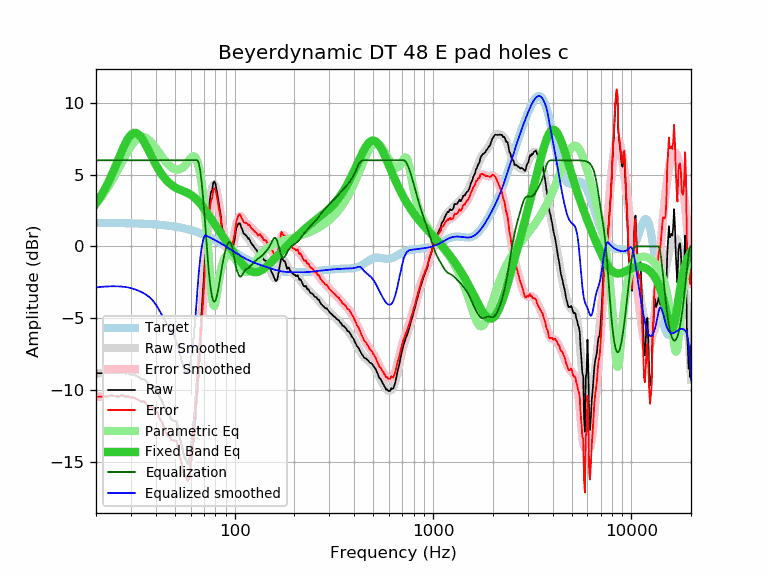 Beyerdynamic DT 48 E pad holes c
Amplitude (dBr)
10
5
0
−5
−10
−15
Target
Raw Smoothed
Error Smoothed
Raw
Error
Parametric Eq
Fixed Band Eq
Equalization
Equalized smoothed
100 1000 10000
Frequency (Hz)